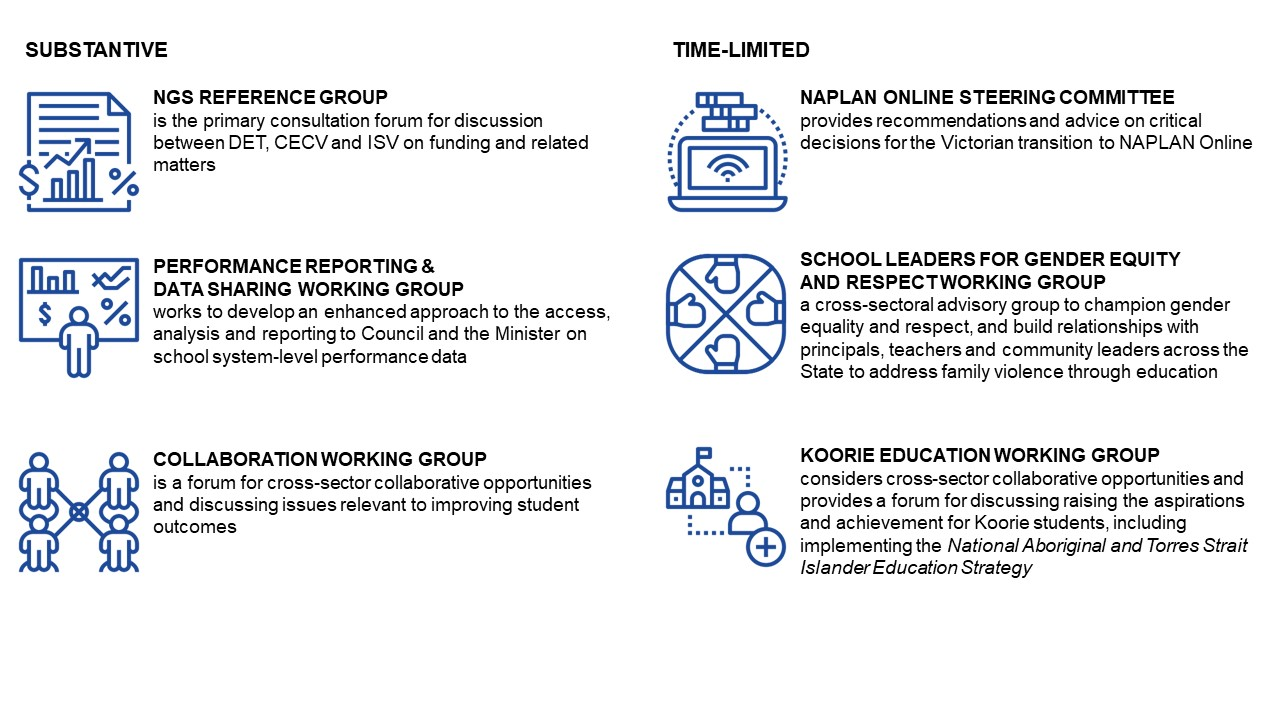 SUBSTANTIVE
NGS REFERENCE GROUP
is the primary consultation forum for discussion
between DET, CECV and ISV on funding and related
matters
PERFORMANCE REPORTING &
DATA SHARING WORKING GROUP
works to develop an enhanced approach to the access,
analysis and reporting to Council and the Minister on
school system-level performance data
COLLABORATION WORKING GROUP
is a forum for cross-sector collaborative opportunities
and discussing issues relevant to improving student
outcomes
TIME-LIMITED
NAPLAN ONLINE STEERING COMMITTEE
provides recommendations and advice on critical
decisions for the Victorian transition to NAPLAN Online
SCHOOL LEADERS FOR GENDER EQUITY
AND RESPECT WORKING GROUP
a cross-sectoral advisory group to champion gender
equality and respect, and build relationships with
principals, teachers and community leaders across the
State to address family violence through education
KOORIE EDUCATION WORKING GROUP
considers cross-sector collaborative opportunities and
provides a forum for discussing raising the aspirations
and achievement for Koorie students, including
implementing the National Aboriginal and Torres Strait
Islander Education Strategy